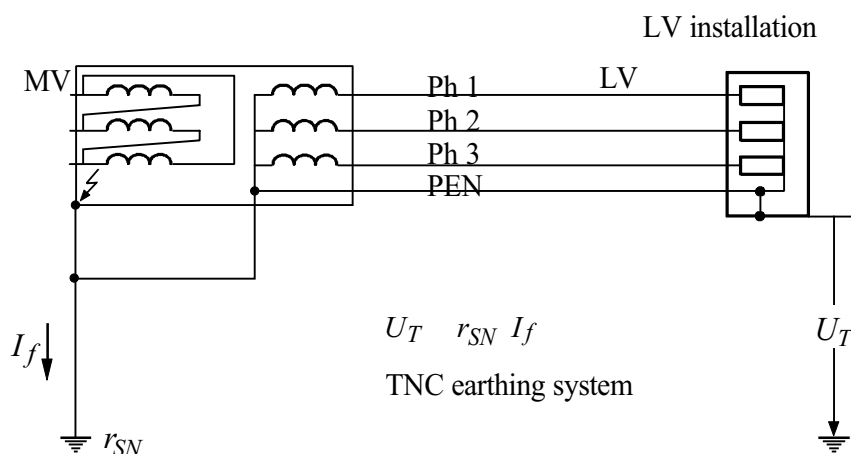 LV installation
MV
Ph 1
LV
Ph 2
Ph 3
PEN
I_f
U_T r_SN I_f
U_T
TNC earthing system
r_SN